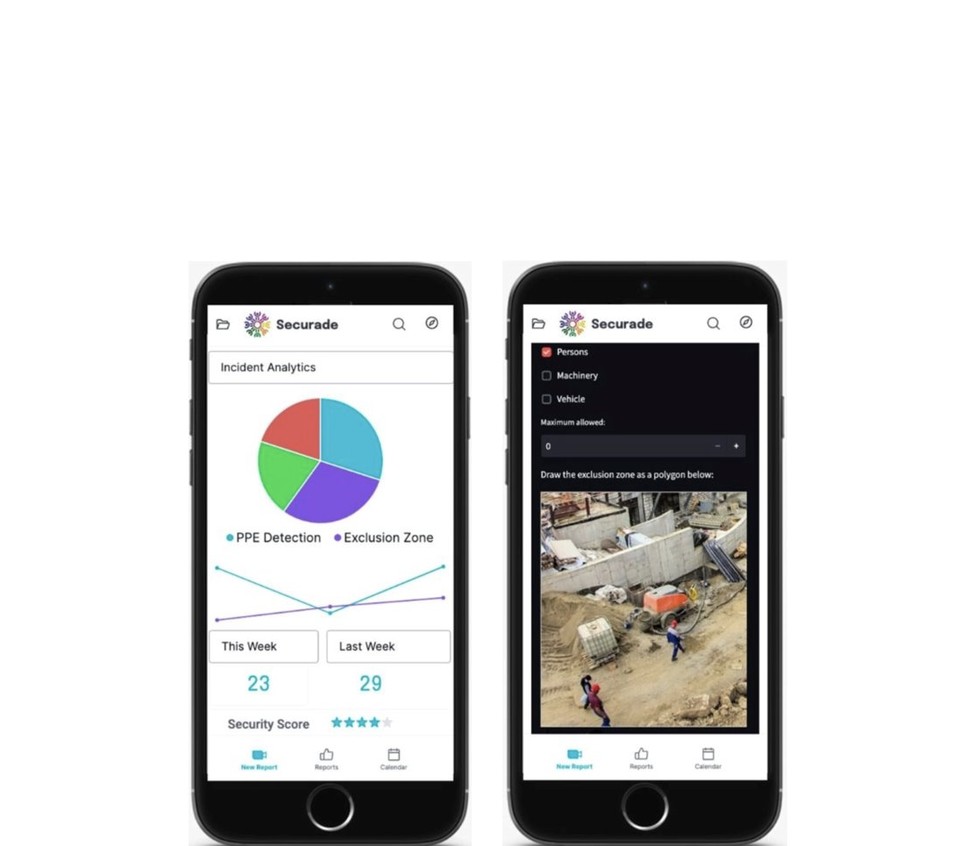 Securade
Incident Analytics
PPE Detection Exclusion Zone
This Week Last Week
23 29
Security Score
New Report Reports Calendar
Securade
Persons
Machinery
Vehicle
Maximum allowed:
0 − +
Draw the exclusion zone as a polygon below:
New Report Reports Calendar